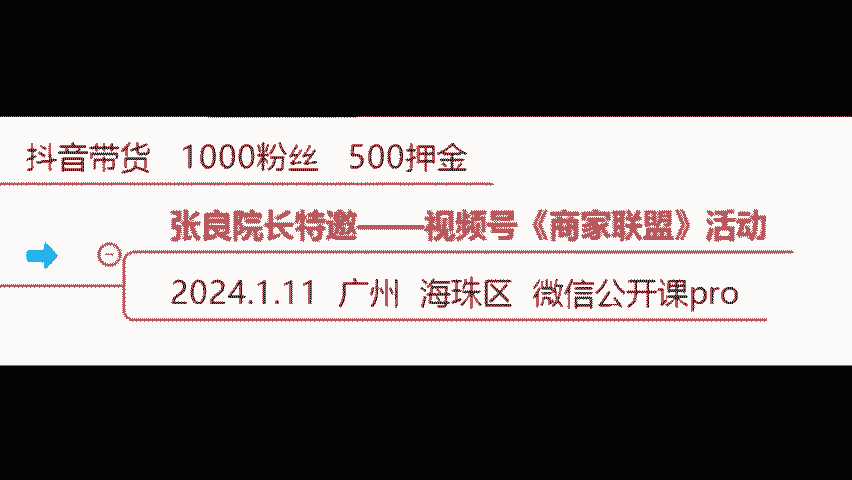 抖音带货 1000粉丝 500押金
张良院长特邀——视频号《商家联盟》活动
2024.1.11 广州 海珠区 微信公开课pro